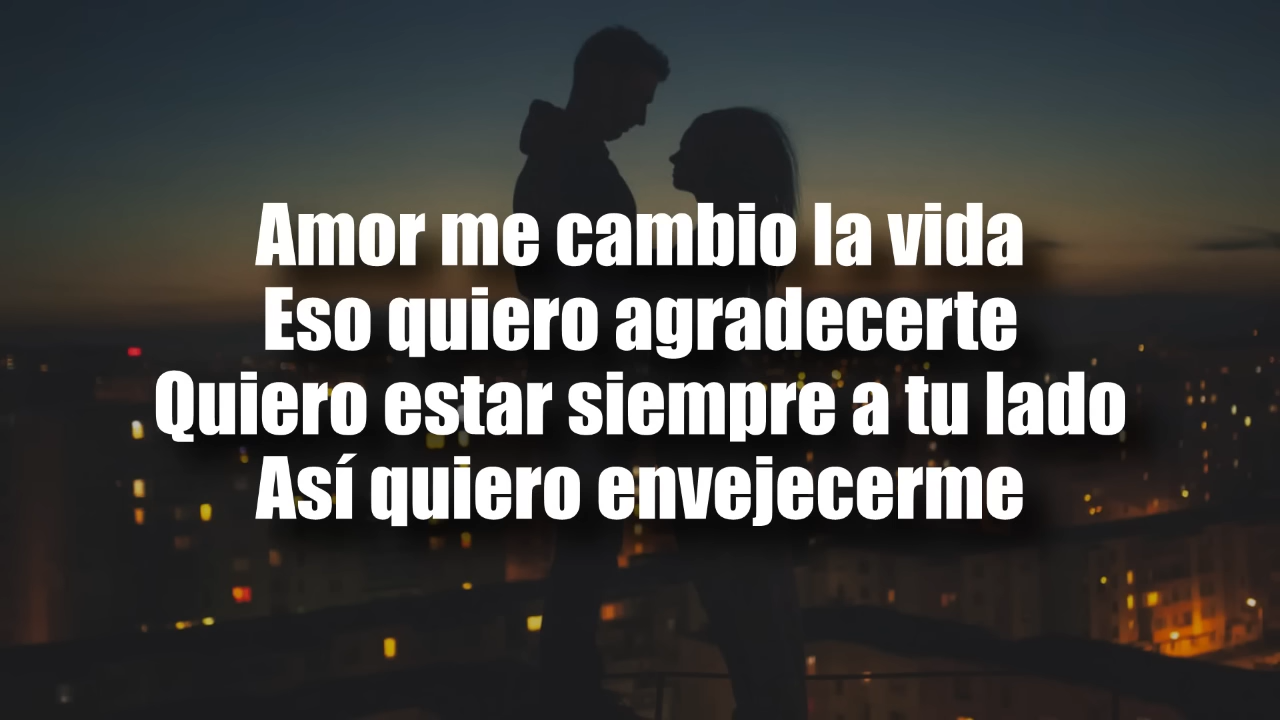 Amor me cambio la vida
Eso quiero agradecerte
Quiero estar siempre a tu lado
Así quiero envejecerme